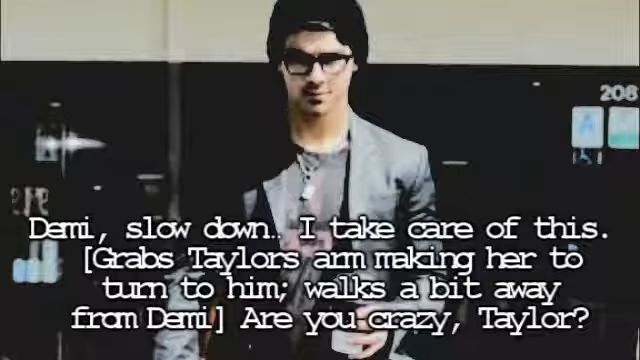 208
Demi, slow down.. I take care of this.
[Grabs Taylors arm making her to
turn to him; walks a bit away
from Demi] Are you crazy, Taylor?